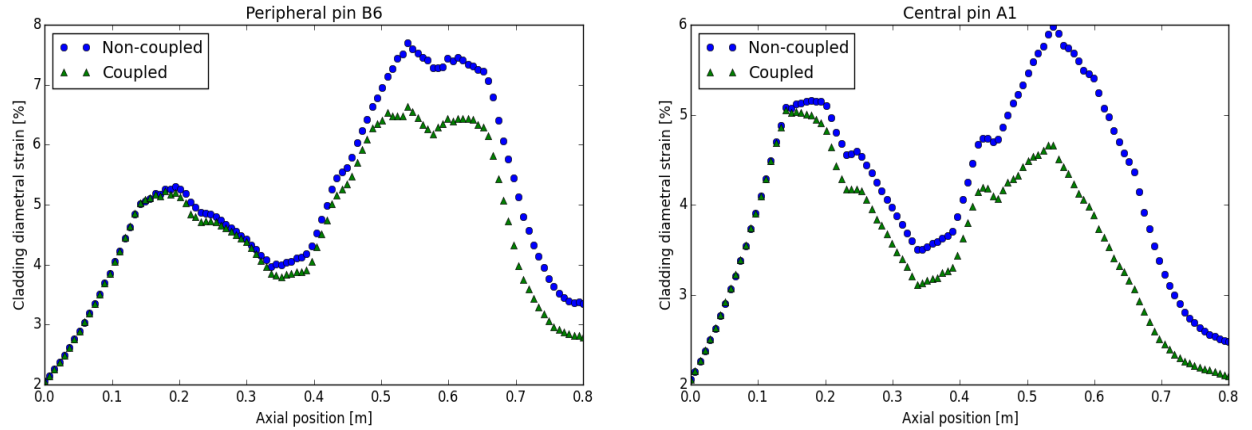 Peripheral pin B6
8
7
6
5
4
3
2
Cladding diametral strain [%]
Non-coupled
Coupled
0.0 0.1 0.2 0.3 0.4 0.5 0.6 0.7 0.8
Axial position [m]
Central pin A1
6
5
4
3
2
Cladding diametral strain [%]
Non-coupled
Coupled
0.0 0.1 0.2 0.3 0.4 0.5 0.6 0.7 0.8
Axial position [m]